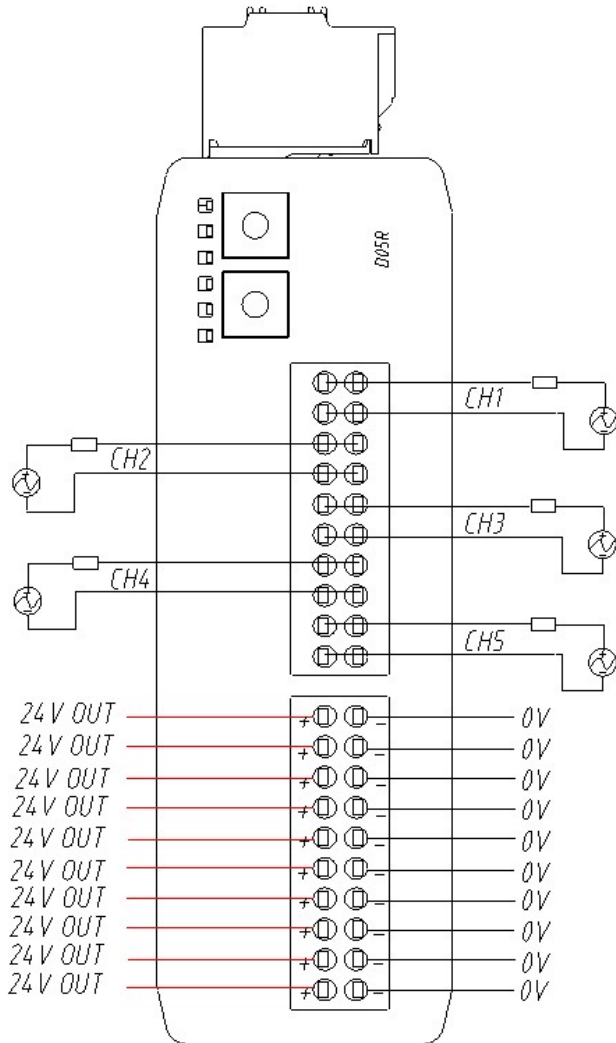 D05R
CH1
CH2
CH3
CH4
CH5
24V OUT + - 0V
24V OUT + - 0V
24V OUT + - 0V
24V OUT + - 0V
24V OUT + - 0V
24V OUT + - 0V
24V OUT + - 0V
24V OUT + - 0V
24V OUT + - 0V
24V OUT + - 0V